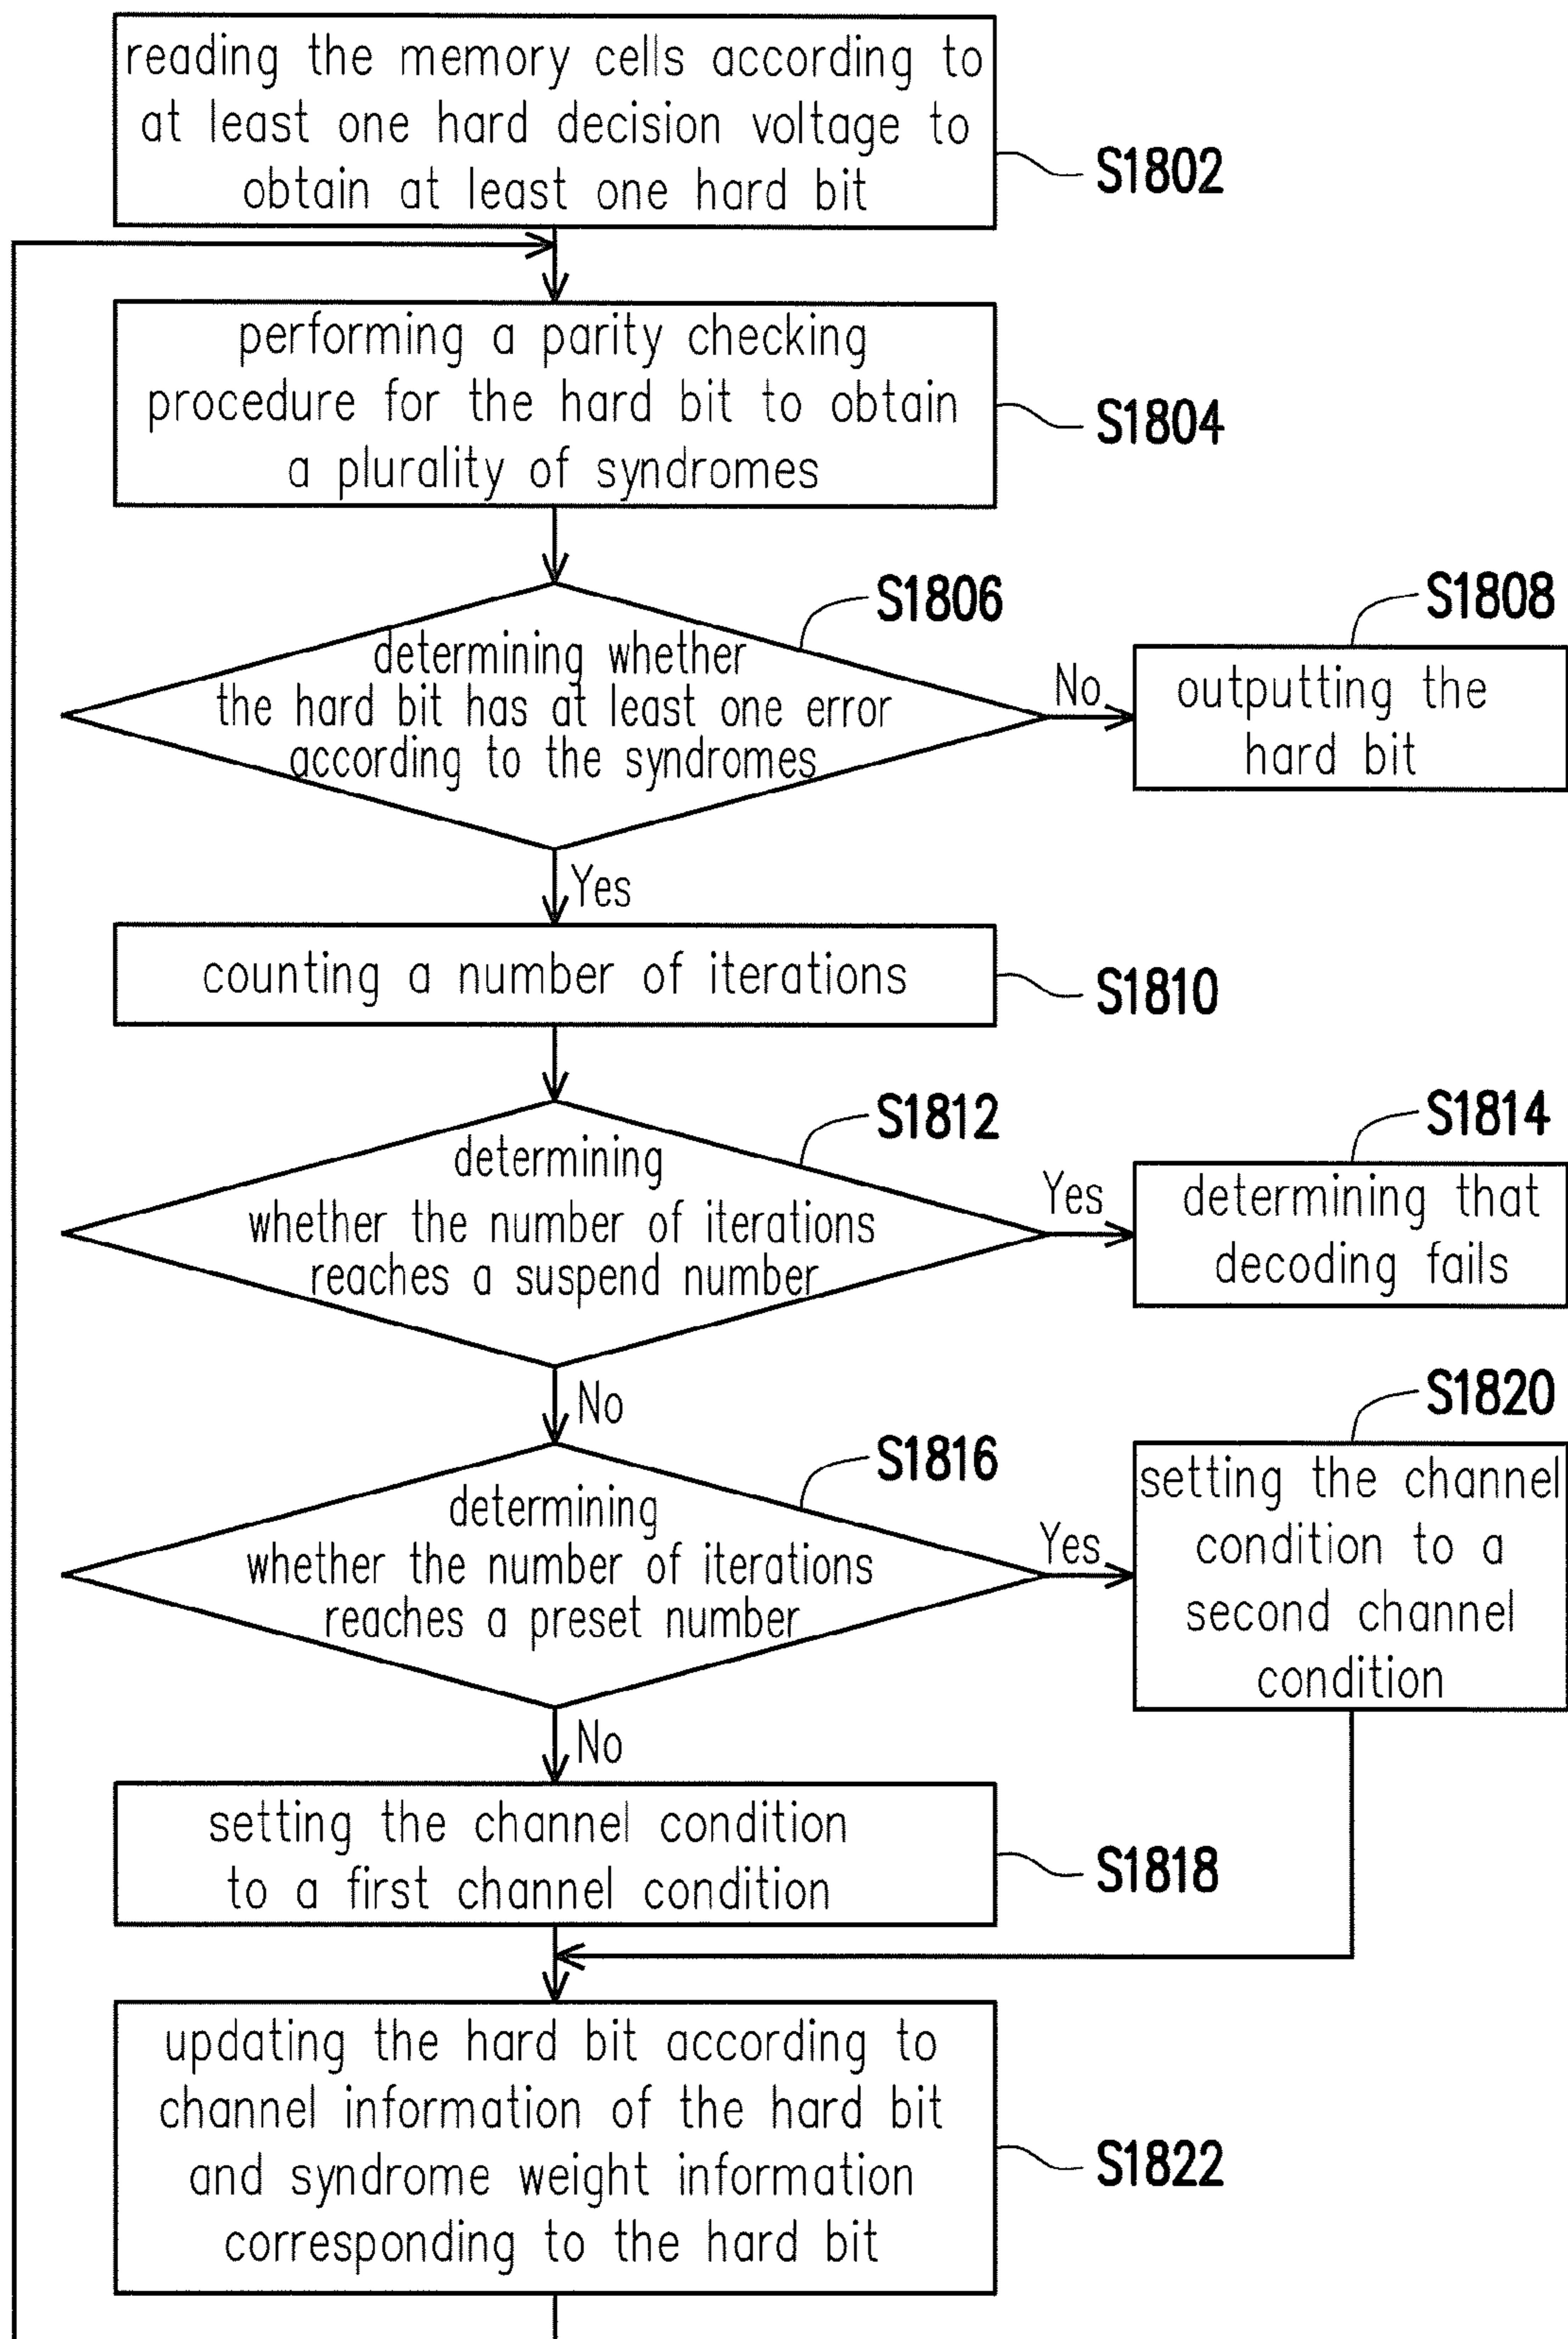 reading the memory cells according to
at least one hard decision voltage to
obtain at least one hard bit
S1802
performing a parity checking
procedure for the hard bit to obtain
a plurality of syndromes
S1804
S1806
determining whether
the hard bit has at least one error
according to the syndromes
No
S1808
outputting the
hard bit
Yes
counting a number of iterations
S1810
S1812
determining
whether the number of iterations
reaches a suspend number
Yes
S1814
determining that
decoding fails
No
S1816
determining
whether the number of iterations
reaches a preset number
Yes
S1820
setting the channel
condition to a
second channel
condition
No
setting the channel condition
to a first channel condition
S1818
updating the hard bit according to
channel information of the hard bit
and syndrome weight information
corresponding to the hard bit
S1822